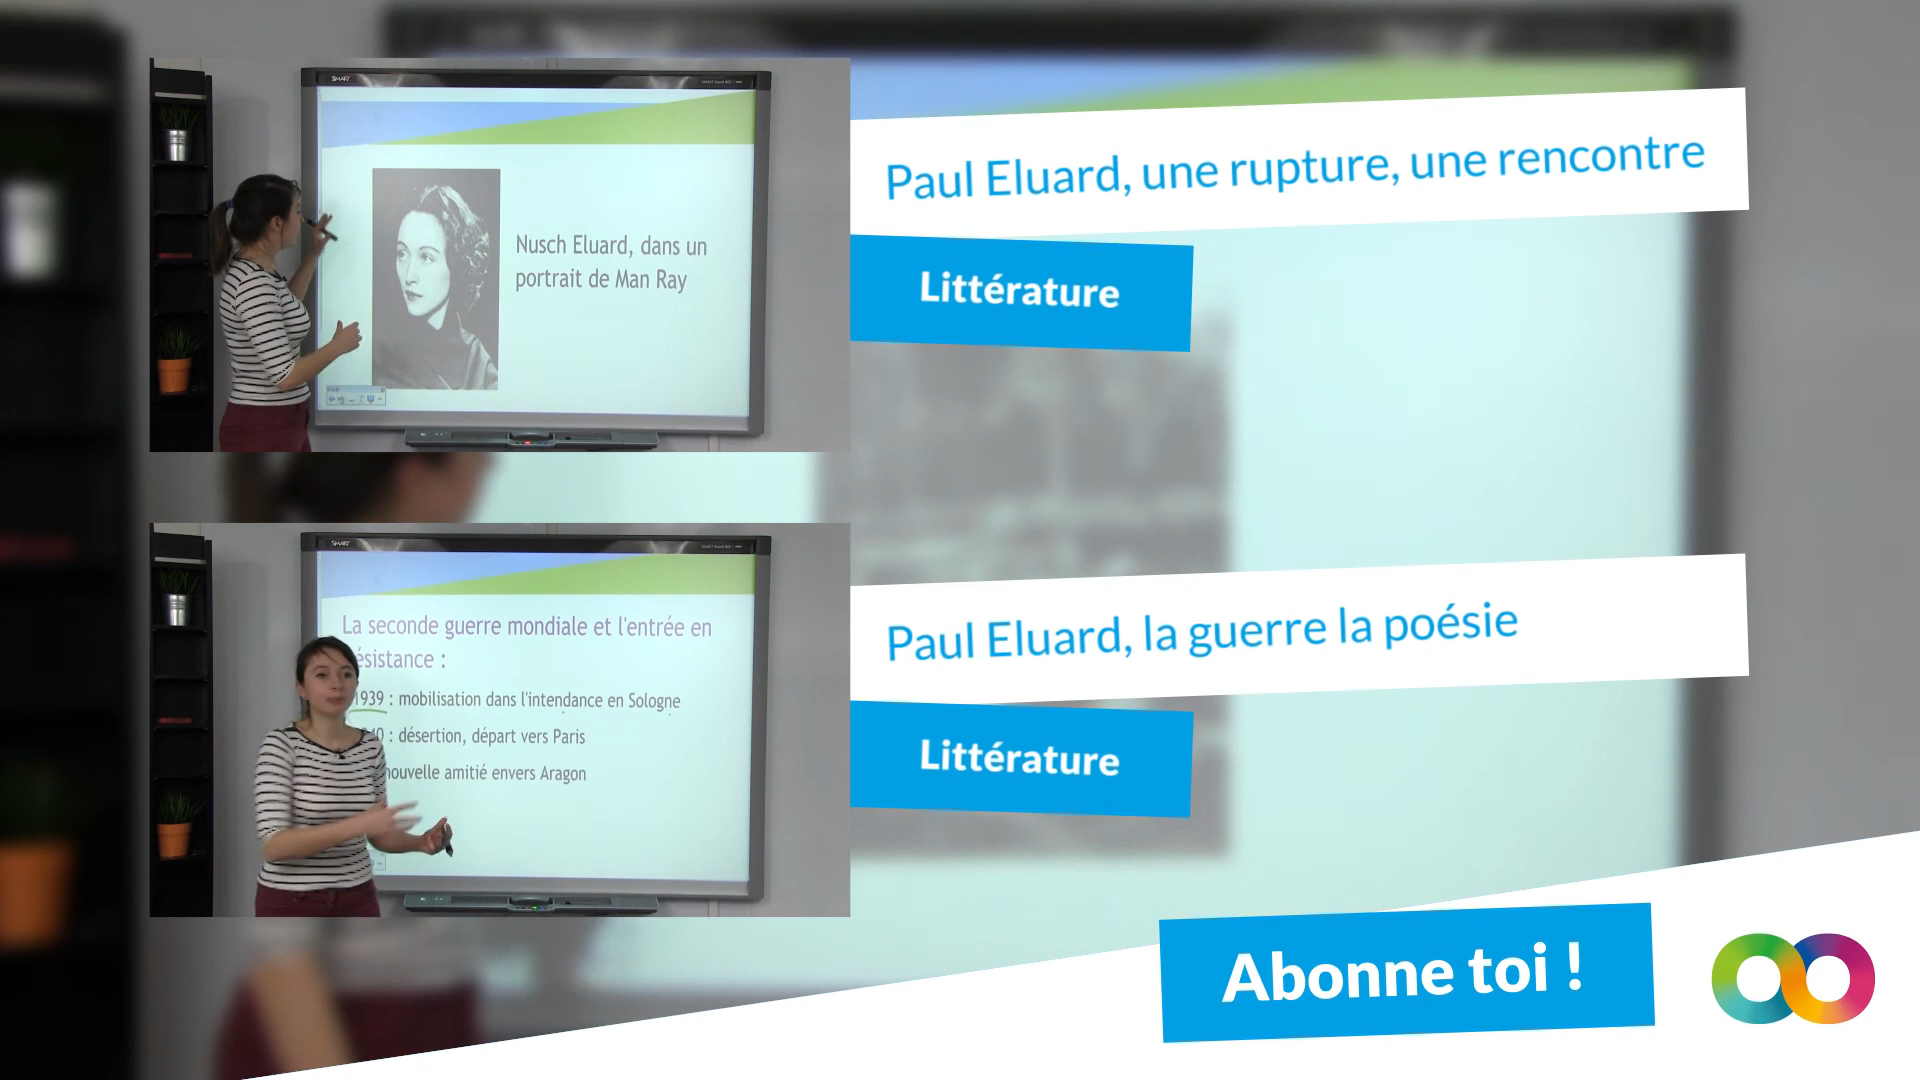 SMART
Nusch Eluard, dans un
portrait de Man Ray
Paul Eluard, une rupture, une rencontre
Littérature
SMART
La seconde guerre mondiale et l'entrée en
ésistance :
1939 : mobilisation dans l'intendance en Sologne
0 : désertion, départ vers Paris
nouvelle amitié envers Aragon
Paul Eluard, la guerre la poésie
Littérature
Abonne toi !